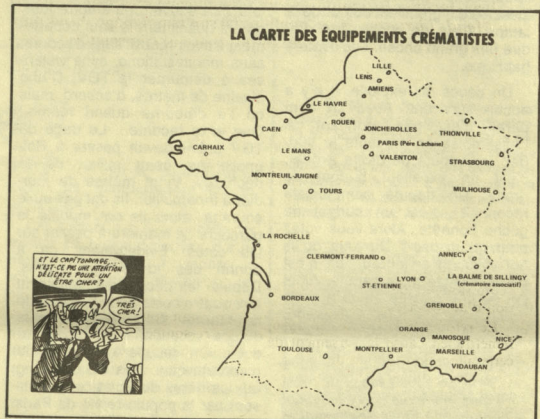 LA CARTE DES ÉQUIPEMENTS CRÉMATISTES
LILLE
LENS
AMIENS
LE HAVRE
ROUEN
CAEN
THIONVILLE
JONCHEROLLES
PARIS (Père Lachaise)
VALENTON
CARHAIX
LE MANS
STRASBOURG
MONTREUIL JUIGNÉ
TOURS
MULHOUSE
LA ROCHELLE
CLERMONT-FERRAND
ANNECY
LYON
LA BALME DE SILLINGY
(crématoire associatif)
ST ETIENNE
BORDEAUX
GRENOBLE
ORANGE
MANOSQUE
NICE
TOULOUSE
MONTPELLIER
MARSEILLE
VIDAUBAN
ET LE CAPITONNAGE...
N'EST-CE PAS UNE ATTENTION
DÉLICATE POUR UN
ÊTRE CHER?
TRÈS
CHER!